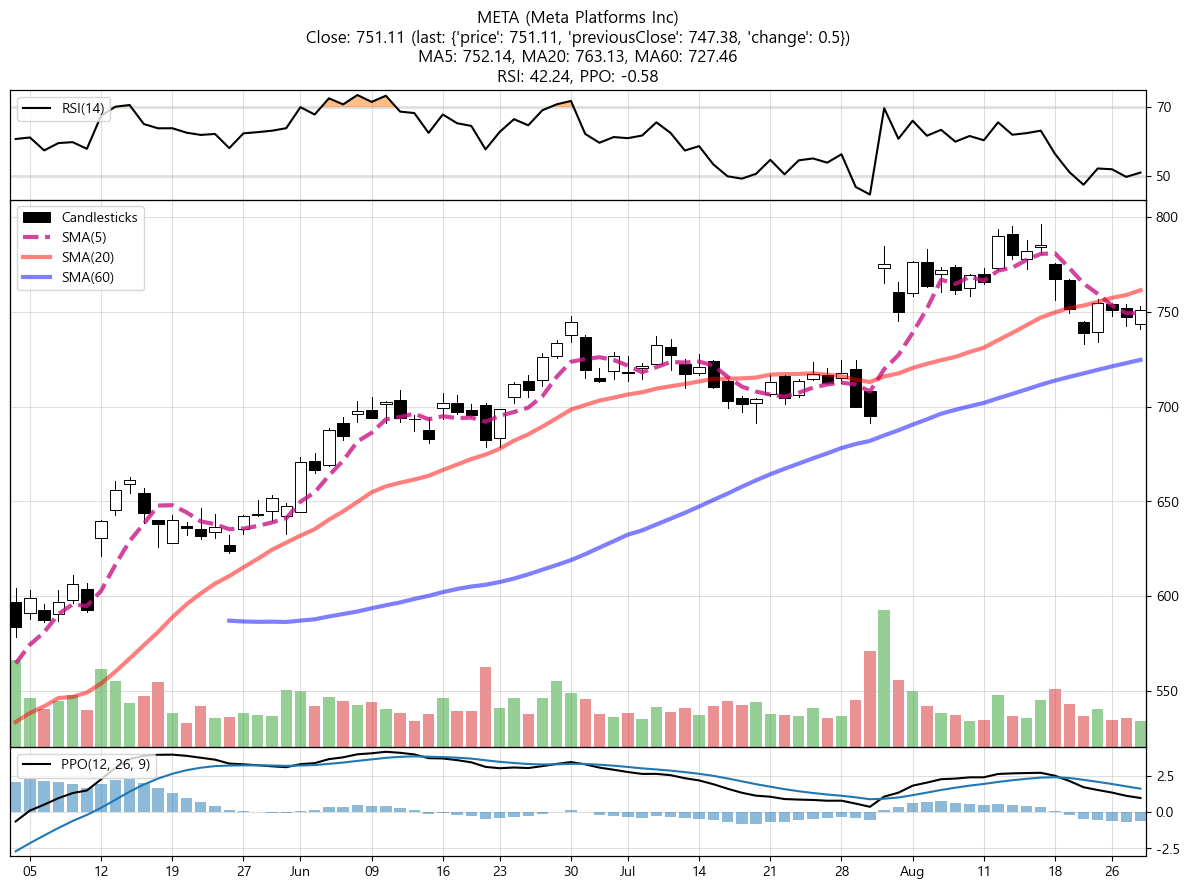 META (Meta Platforms Inc)
Close: 751.11 (last: {'price': 751.11, 'previousClose': 747.38, 'change': 0.5})
MA5: 752.14, MA20: 763.13, MA60: 727.46
RSI: 42.24, PPO: -0.58
RSI(14)
70
50
Candlesticks
SMA(5)
SMA(20)
SMA(60)
800
750
700
650
600
550
PPO(12, 26, 9)
2.5
0.0
−2.5
05 12 19 27 Jun 09 16 23 30 Jul 14 21 28 Aug 11 18 26